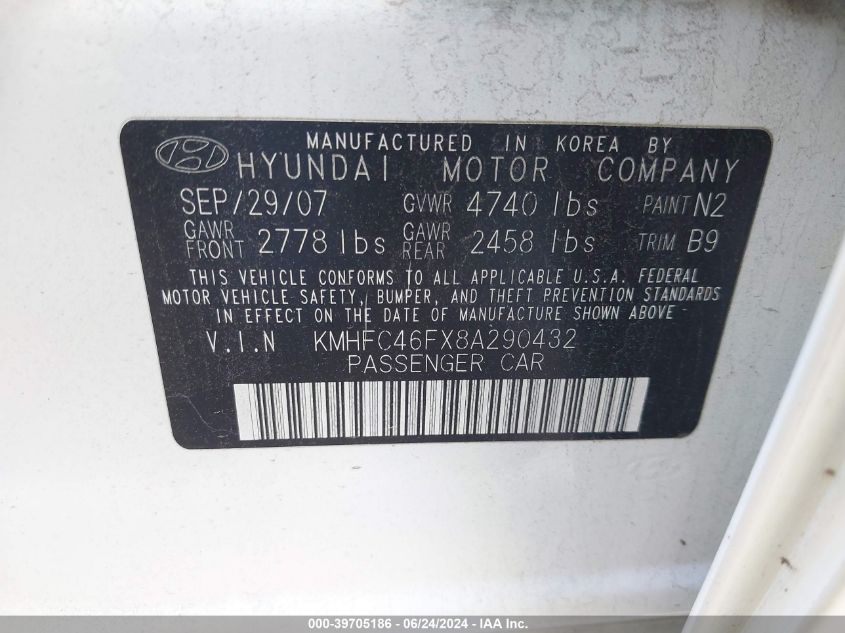 MANUFACTURED IN KOREA BY
HYUNDAI MOTOR COMPANY
SEP/29/07 GVWR 4740 lbs PAINT N2
GAWR FRONT 2778 lbs GAWR REAR 2458 lbs TRIM B9
THIS VEHICLE CONFORMS TO ALL APPLICABLE U.S.A. FEDERAL
MOTOR VEHICLE SAFETY, BUMPER, AND THEFT PREVENTION STANDARDS
IN EFFECT ON THE DATE OF MANUFACTURE SHOWN ABOVE
V.I.N KMHFC46FX8A290432
PASSENGER CAR
000-39705186 - 06/24/2024 - IAA Inc.